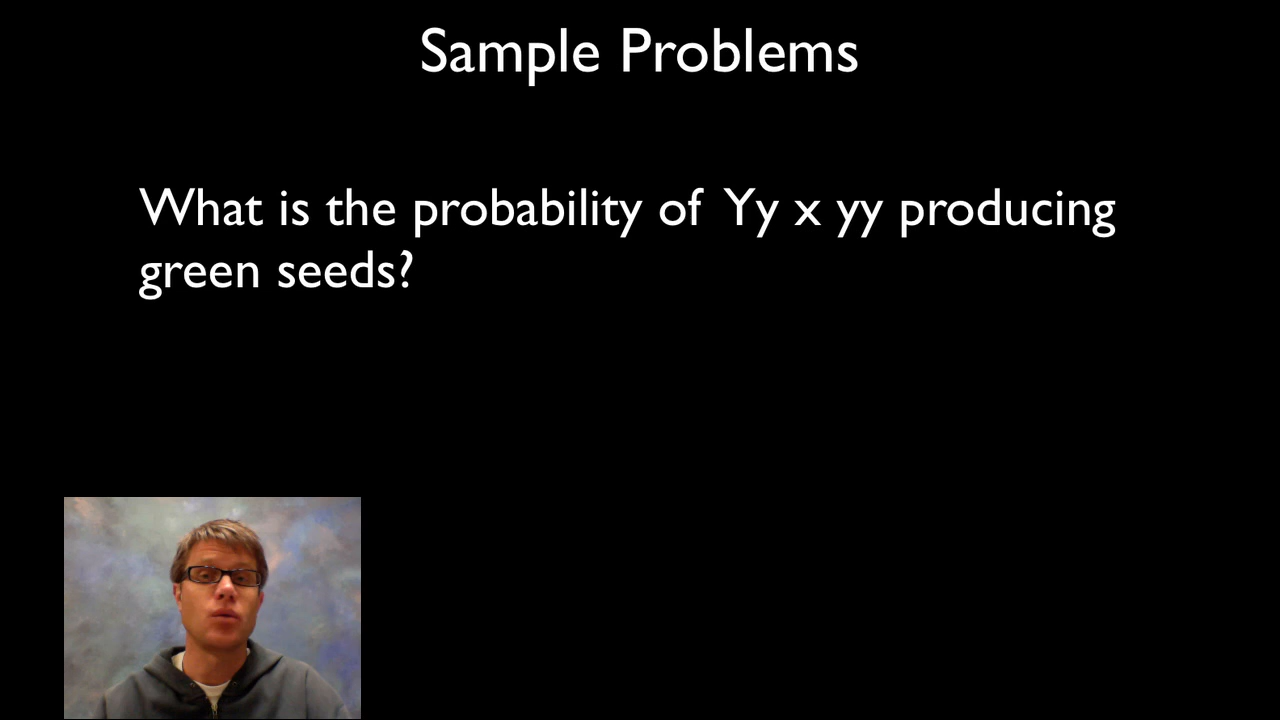 Sample Problems
What is the probability of Yy x yy producing
green seeds?